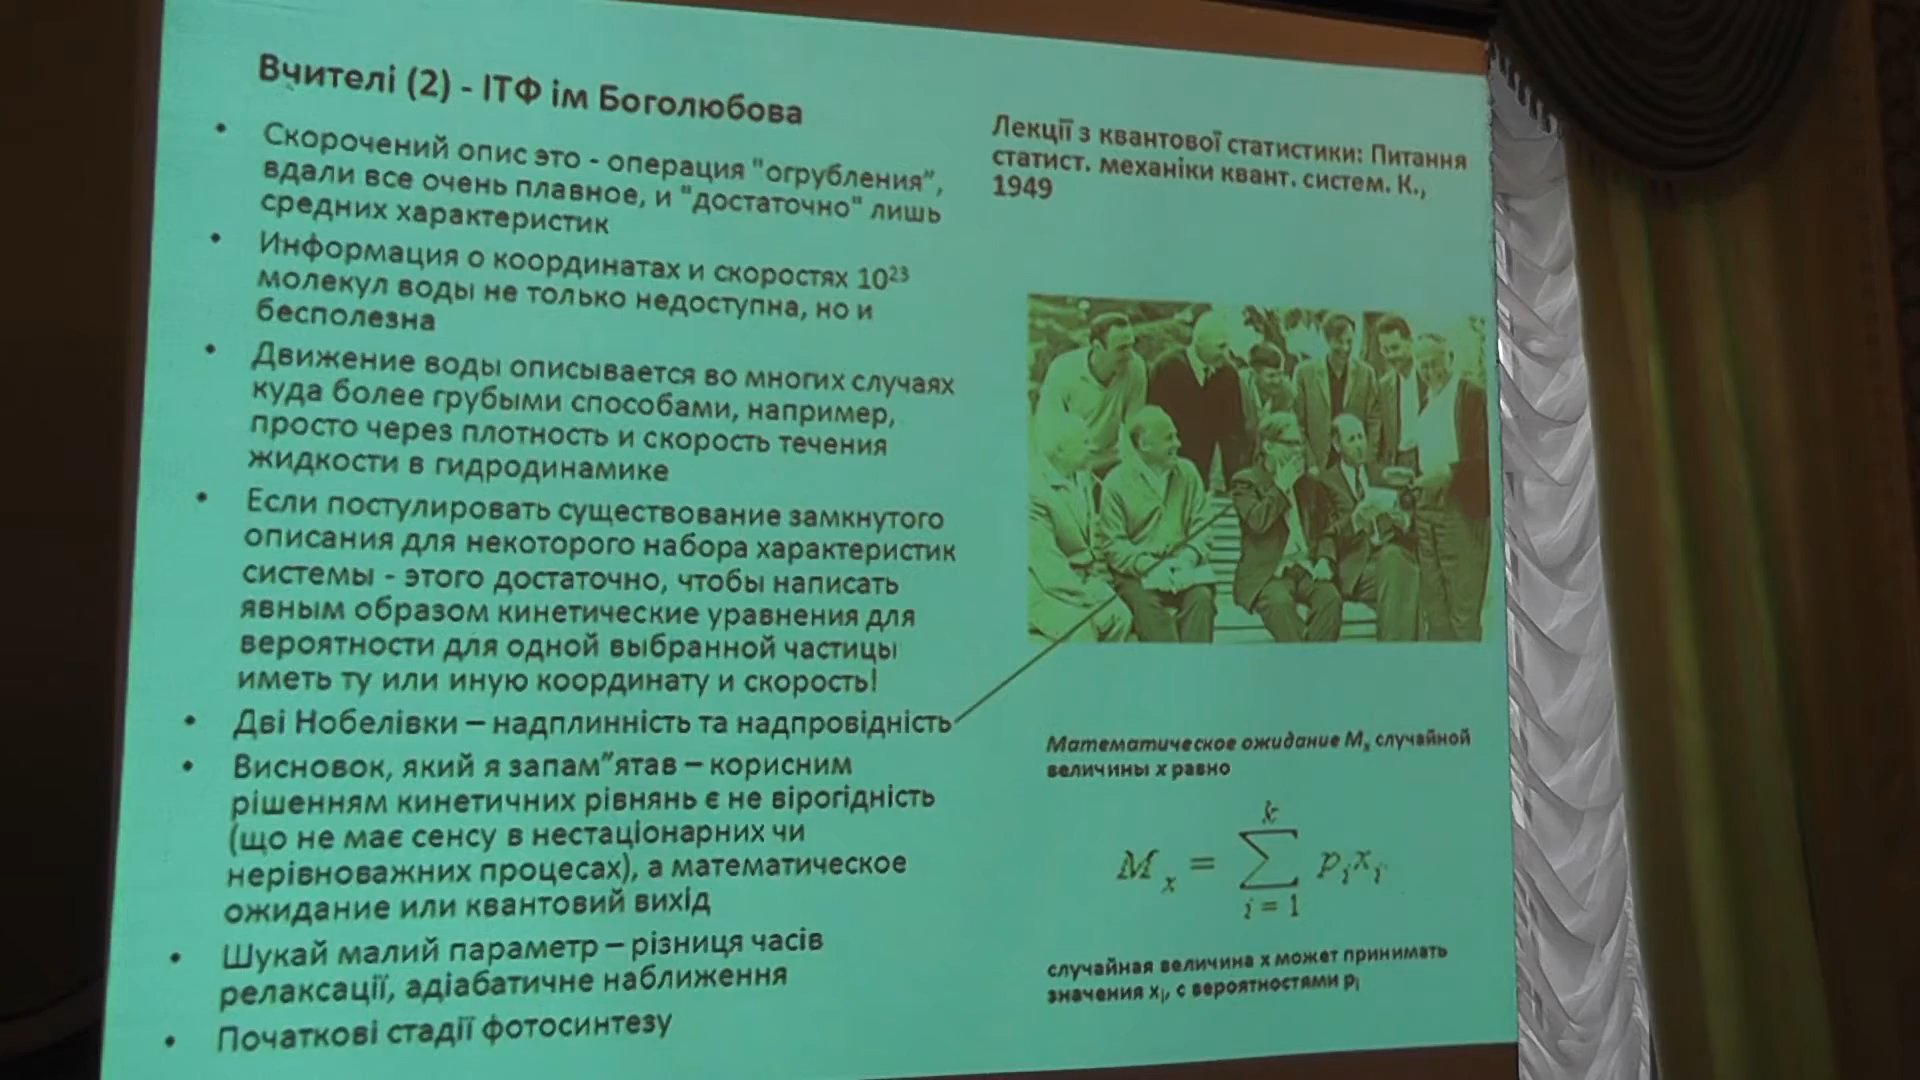 Вчителі (2) - ІТФ ім Боголюбова
• Скорочений опис это - операция "огрубления",
вдали все очень плавное, и "достаточно" лишь
средних характеристик
• Информация о координатах и скоростях 10²³
молекул воды не только недоступна, но и
бесполезна
• Движение воды описывается во многих случаях
куда более грубыми способами, например,
просто через плотность и скорость течения
жидкости в гидродинамике
• Если постулировать существование замкнутого
описания для некоторого набора характеристик
системы - этого достаточно, чтобы написать
явным образом кинетические уравнения для
вероятности для одной выбранной частицы
иметь ту или иную координату и скорость!
• Дві Нобелівки – надплинність та надпровідність
• Висновок, який я запам”ятав – корисним
рішенням кинетичних рівнянь є не вірогідність
(що не має сенсу в нестаціонарних чи
нерівноважних процесах), а математическое
ожидание или квантовий вихід
• Шукай малий параметр – різниця часів
релаксації, адіабатичне наближення
• Початкові стадії фотосинтезу
Лекції з квантової статистики: Питання
статист. механіки квант. систем. К.,
1949
Математическое ожидание Mₓ случайной
величины x равно
k
M x = ∑ pᵢxᵢ
i = 1
случайная величина x может принимать
значения xᵢ, с вероятностями pᵢ